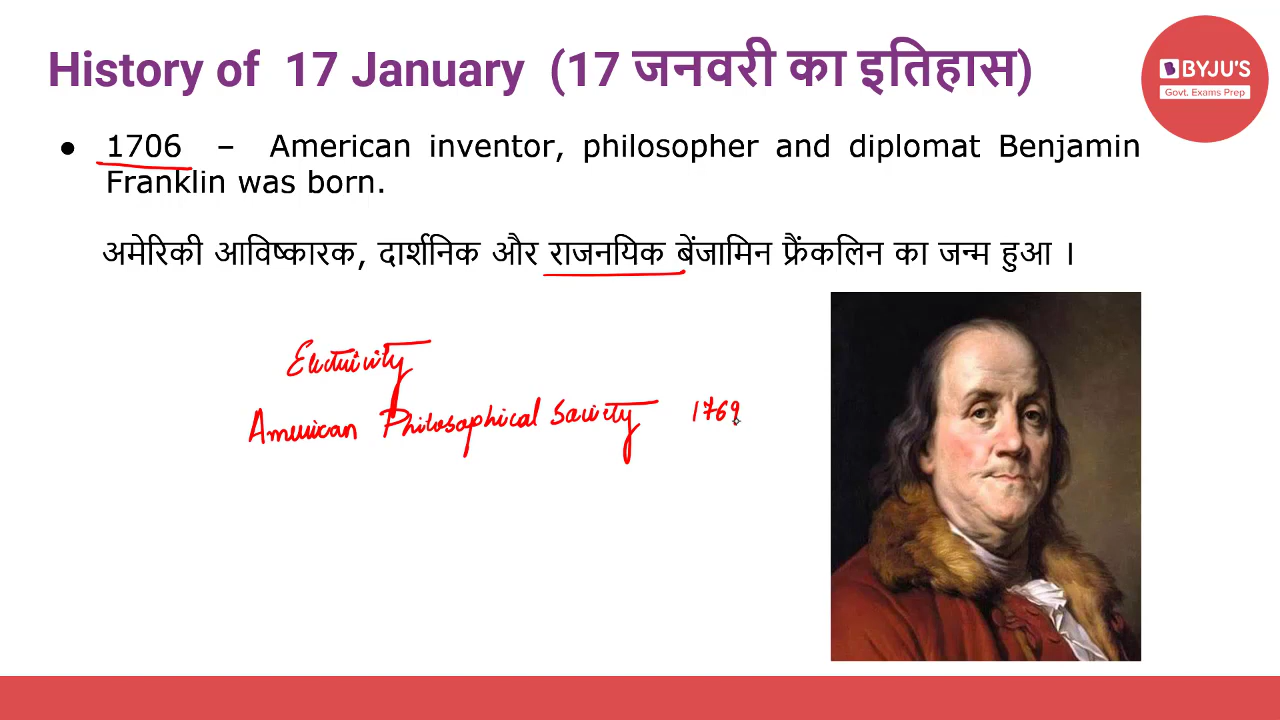 History of 17 January (17 जनवरी का इतिहास)
BYJU'S
Govt. Exams Prep
● 1706 – American inventor, philosopher and diplomat Benjamin
Franklin was born.
अमेरिकी आविष्कारक, दार्शनिक और राजनयिक बेंजामिन फ्रैंकलिन का जन्म हुआ ।
Electricity
American Philosophical Society 1769